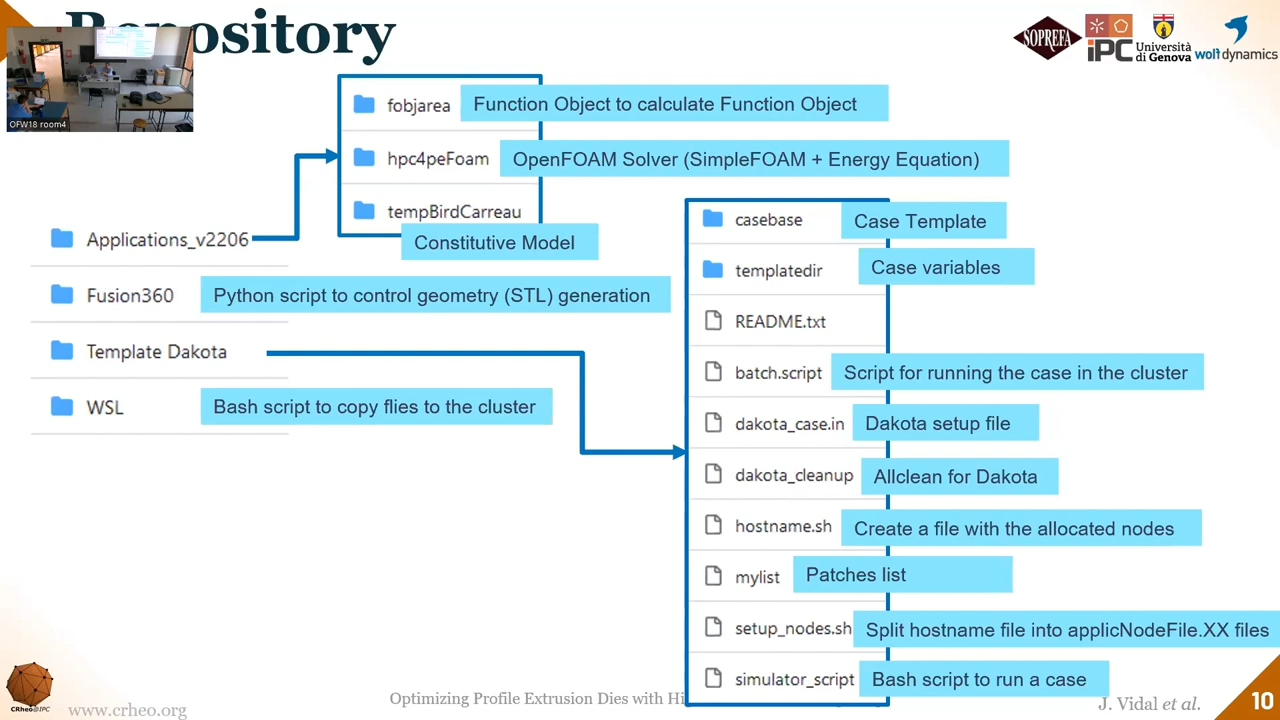 Repository
SOPREFA
iPC
Università
di Genova
wolf dynamics
OFW18 room4
fobjarea
Function Object to calculate Function Object
hpc4peFoam
OpenFOAM Solver (SimpleFOAM + Energy Equation)
tempBirdCarreau
Constitutive Model
Applications_v2206
Fusion360
Python script to control geometry (STL) generation
Template Dakota
WSL
Bash script to copy flies to the cluster
casebase
Case Template
templatedir
Case variables
README.txt
batch.script
Script for running the case in the cluster
dakota_case.in
Dakota setup file
dakota_cleanup
Allclean for Dakota
hostname.sh
Create a file with the allocated nodes
mylist
Patches list
setup_nodes.sh
Split hostname file into applicNodeFile.XX files
simulator_script
Bash script to run a case
CRheo@IPC
www.crheo.org
Optimizing Profile Extrusion Dies with Hi
J. Vidal et al.
10